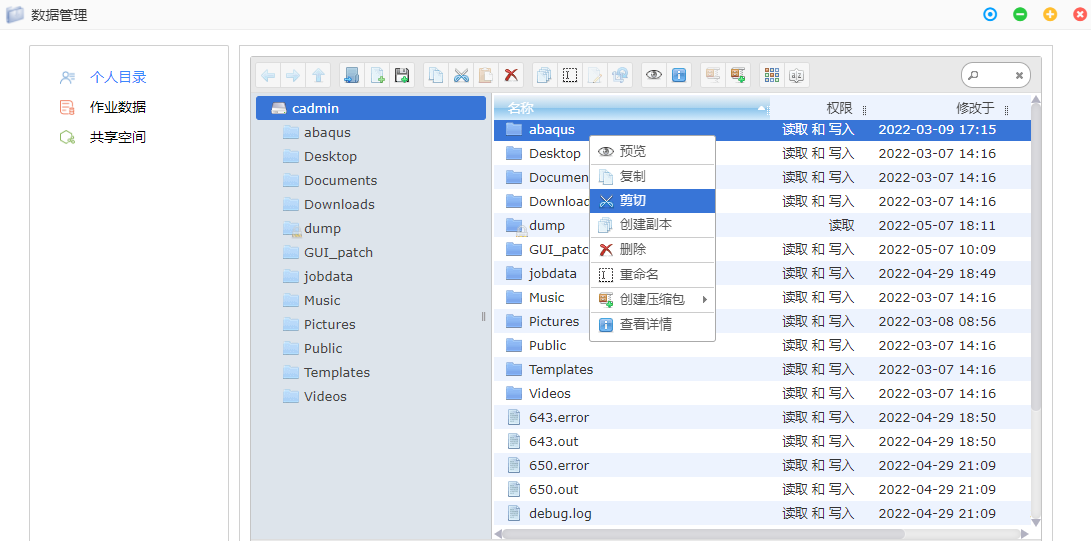 数据管理
个人目录
作业数据
共享空间
cadmin
abaqus
Desktop
Documents
Downloads
dump
GUI_patch
jobdata
Music
Pictures
Public
Templates
Videos
名称 权限 修改于
abaqus 读取 和 写入 2022-03-09 17:15
Desktop 读取 和 写入 2022-03-07 14:16
Documen 读取 和 写入 2022-03-07 14:16
Downloa 读取 和 写入 2022-03-07 14:16
dump 读取 2022-05-07 18:11
GUI_patc 读取 和 写入 2022-05-07 10:09
jobdata 读取 和 写入 2022-04-29 18:49
Music 读取 和 写入 2022-03-07 14:16
Pictures 读取 和 写入 2022-03-08 08:56
Public 读取 和 写入 2022-03-07 14:16
Templates 读取 和 写入 2022-03-07 14:16
Videos 读取 和 写入 2022-03-07 14:16
643.error 读取 和 写入 2022-04-29 18:50
643.out 读取 和 写入 2022-04-29 18:50
650.error 读取 和 写入 2022-04-29 21:09
650.out 读取 和 写入 2022-04-29 21:09
debug.log 读取 和 写入 2022-04-29 21:09
预览
复制
剪切
创建副本
删除
重命名
创建压缩包
查看详情